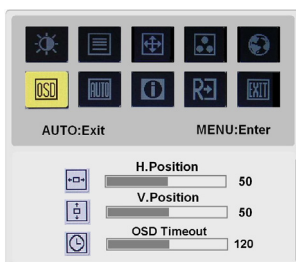 OSD AUTO i R EXIT
AUTO:Exit MENU:Enter
H.Position
50
V.Position
50
OSD Timeout
120